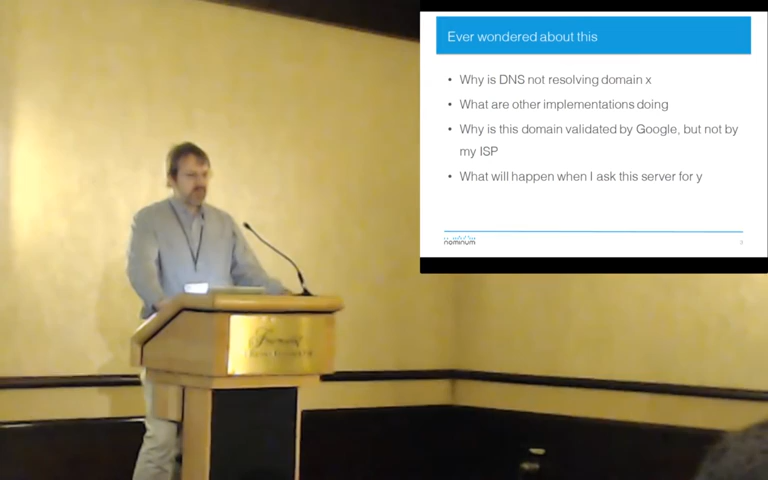 Ever wondered about this
• Why is DNS not resolving domain x
• What are other implementations doing
• Why is this domain validated by Google, but not by
my ISP
• What will happen when I ask this server for y
nominum
Fairmont